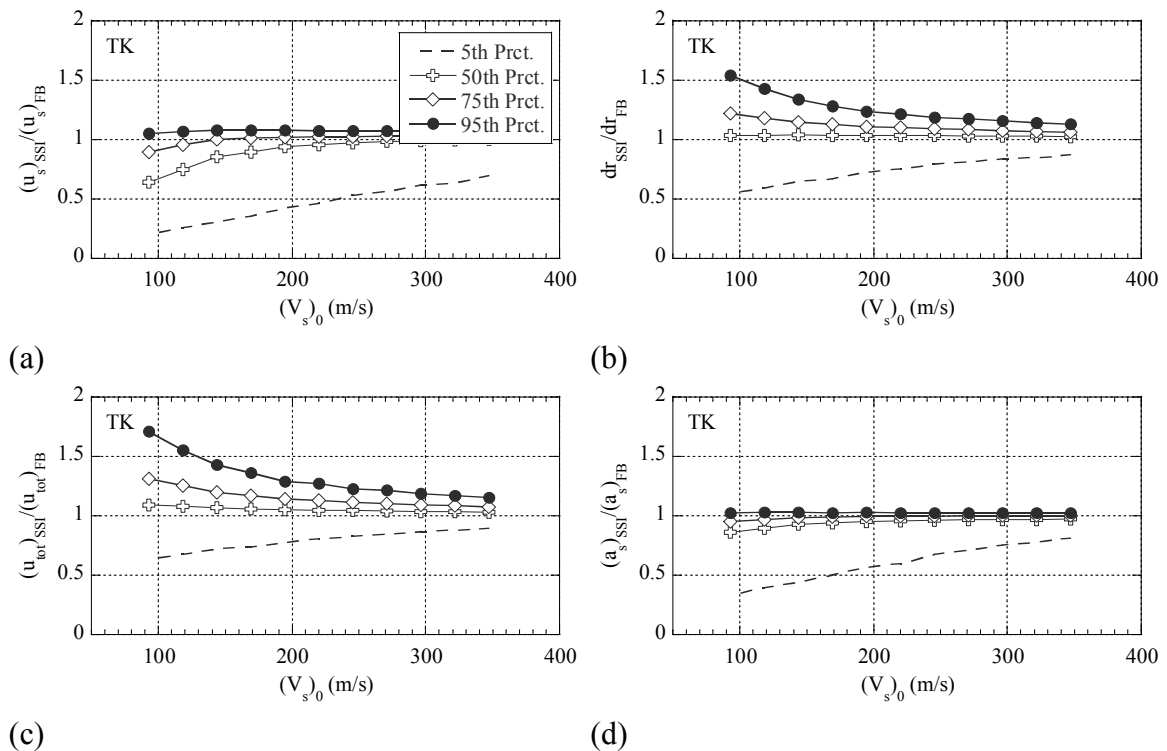 TK
5th Prct.
50th Prct.
75th Prct.
95th Prct.
2
1.5
1
0.5
0
(u_s)_SSI/(u_s)_FB
100 200 300 400
(V_s)_0 (m/s)
(a)
TK
2
1.5
1
0.5
0
dr_SSI/dr_FB
100 200 300 400
(V_s)_0 (m/s)
(b)
TK
2
1.5
1
0.5
0
(u_tot)_SSI/(u_tot)_FB
100 200 300 400
(V_s)_0 (m/s)
(c)
TK
2
1.5
1
0.5
0
(a_s)_SSI/(a_s)_FB
100 200 300 400
(V_s)_0 (m/s)
(d)